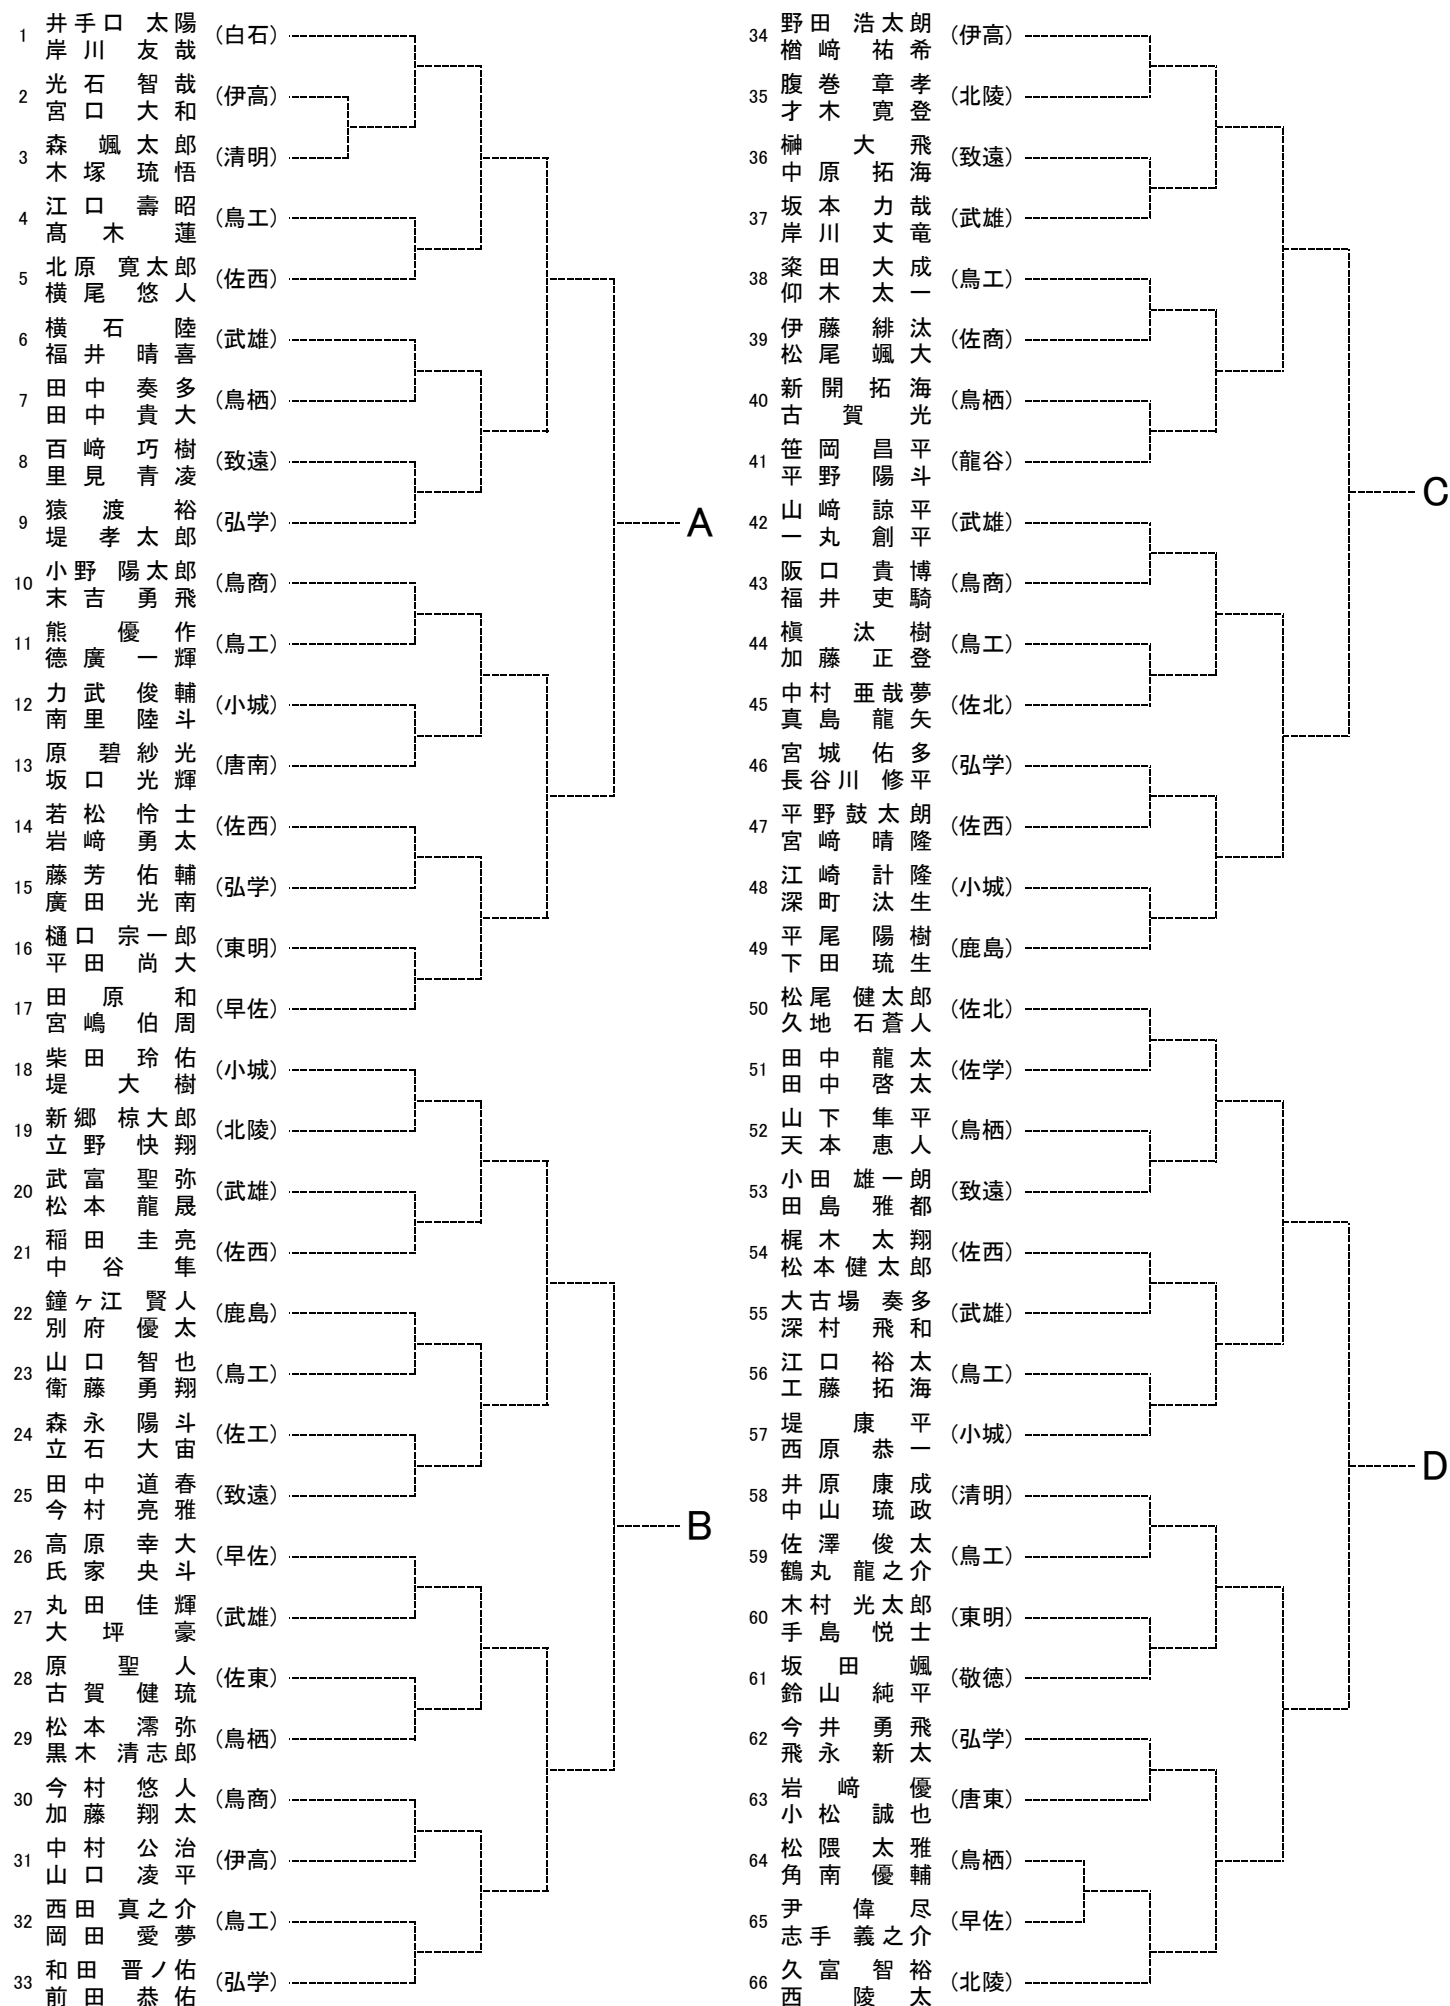 1 井手口 太陽 (白石)
岸川 友哉
2 光石 智哉 (伊高)
宮口 大和
3 森 颯太郎 (清明)
木塚 琉悟
4 江口 壽昭 (鳥工)
髙木 蓮
5 北原 寛太郎 (佐西)
横尾 悠人
6 横石 陸 (武雄)
福井 晴喜
7 田中 奏多 (鳥栖)
田中 貴大
8 百﨑 巧樹 (致遠)
里見 青凌
9 猿渡 裕 (弘学)
堤 孝太郎
10 小野 陽太郎 (鳥商)
末吉 勇飛
11 熊 優作 (鳥工)
德廣 一輝
12 力武 俊輔 (小城)
南里 陸斗
13 原 碧紗光 (唐南)
坂口 光輝
14 若松 怜士 (佐西)
岩﨑 勇太
15 藤芳 佑輔 (弘学)
廣田 光南
16 樋口 宗一郎 (東明)
平田 尚大
17 田原 和 (早佐)
宮嶋 伯周
18 柴田 玲佑 (小城)
堤 大樹
19 新郷 椋大郎 (北陵)
立野 快翔
20 武富 聖弥 (武雄)
松本 龍晟
21 稲田 圭亮 (佐西)
中谷 隼
22 鐘ヶ江 賢人 (鹿島)
別府 優太
23 山口 智也 (鳥工)
衛藤 勇翔
24 森永 陽斗 (佐工)
立石 大宙
25 田中 道春 (致遠)
今村 亮雅
26 高原 幸大 (早佐)
氏家 央斗
27 丸田 佳輝 (武雄)
大坪 豪
28 原 聖人 (佐東)
古賀 健琉
29 松本 澪弥 (鳥栖)
黒木 清志郎
30 今村 悠人 (鳥商)
加藤 翔太
31 中村 公治 (伊高)
山口 凌平
32 西田 真之介 (鳥工)
岡田 愛夢
33 和田 晋ノ佑 (弘学)
前田 恭佑
A
B
34 野田 浩太朗 (伊高)
楢﨑 祐希
35 腹巻 章孝 (北陵)
才木 寛登
36 榊 大飛 (致遠)
中原 拓海
37 坂本 力哉 (武雄)
岸川 丈竜
38 楽田 大成 (鳥工)
仰木 太一
39 伊藤 緋汰 (佐商)
松尾 颯大
40 新開 拓海 (鳥栖)
古賀 光
41 笹岡 昌平 (龍谷)
平野 陽斗
42 山﨑 諒平 (武雄)
一丸 創平
43 阪口 貴博 (鳥商)
福井 吏騎
44 槇 汰樹 (鳥工)
加藤 正登
45 中村 亜哉夢 (佐北)
真島 龍矢
46 宮城 佑多 (弘学)
長谷川 修平
47 平野鼓太朗 (佐西)
宮﨑 晴隆
48 江崎 計隆 (小城)
深町 汰生
49 平尾 陽樹 (鹿島)
下田 琉生
50 松尾 健太郎 (佐北)
久地 石蒼人
51 田中 龍太 (佐学)
田中 啓太
52 山下 隼平 (鳥栖)
天本 恵人
53 小田 雄一朗 (致遠)
田島 雅都
54 梶木 太翔 (佐西)
松本健太郎
55 大古場 奏多 (武雄)
深村 飛和
56 江口 裕太 (鳥工)
工藤 拓海
57 堤 康平 (小城)
西原 恭一
58 井原 康成 (清明)
中山 琉政
59 佐澤 俊太 (鳥工)
鶴丸 龍之介
60 木村 光太郎 (東明)
手島 悦士
61 坂田 颯 (敬徳)
鈴山 純平
62 今井 勇飛 (弘学)
飛永 新太
63 岩﨑 優 (唐東)
小松 誠也
64 松隈 太雅 (鳥栖)
角南 優輔
65 尹 偉尽 (早佐)
志手 義之介
66 久富 智裕 (北陵)
西 陵太
C
D